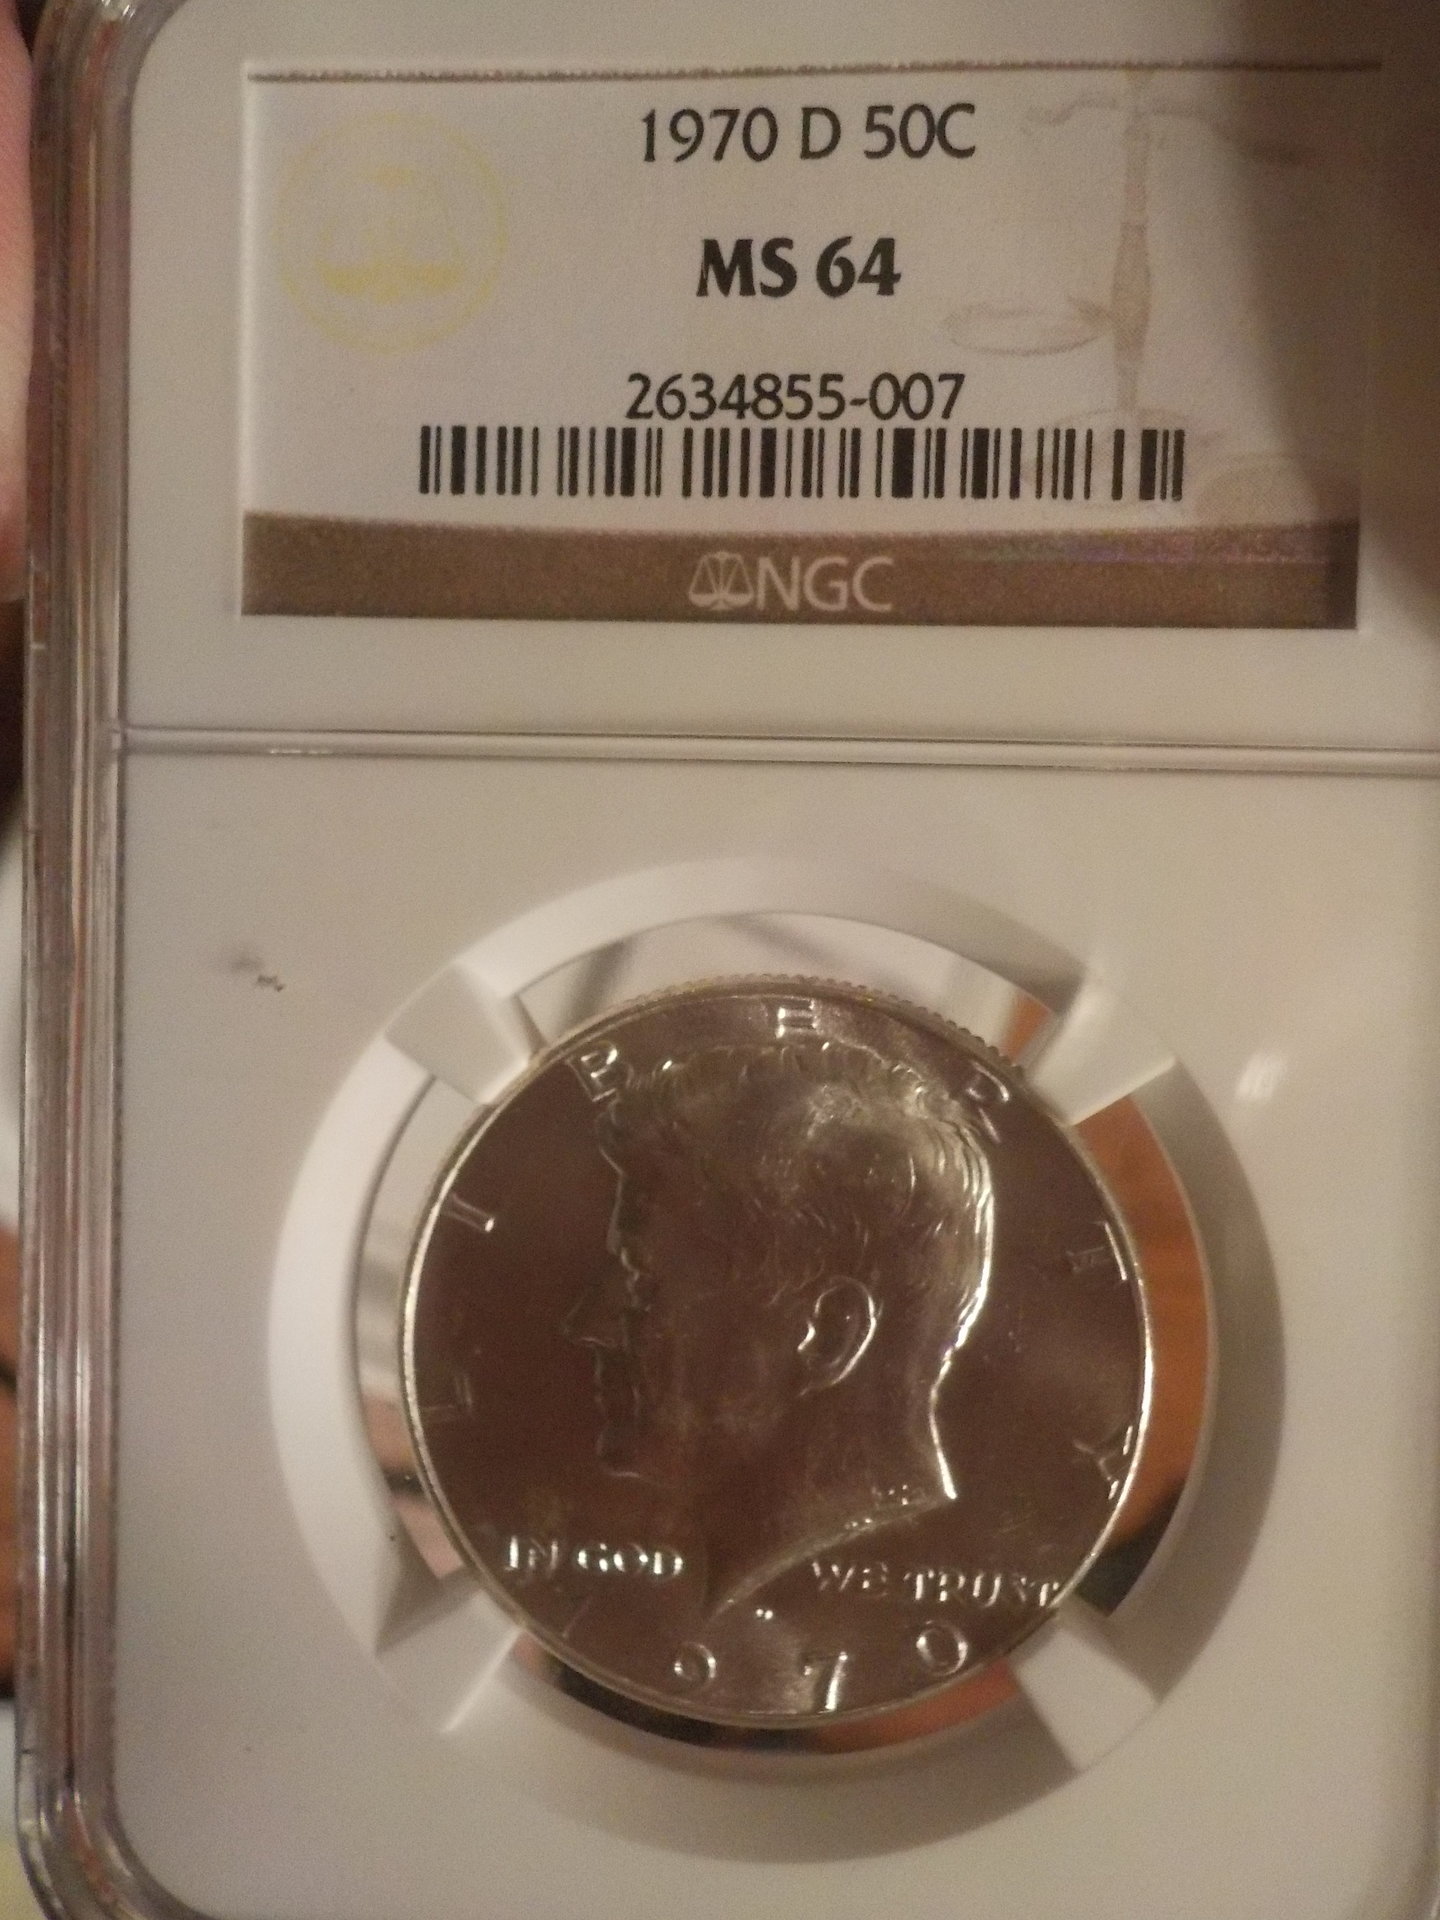 1970 D 50C
MS 64
2634855-007
NGC
LIBERTY
IN GOD WE TRUST
1970